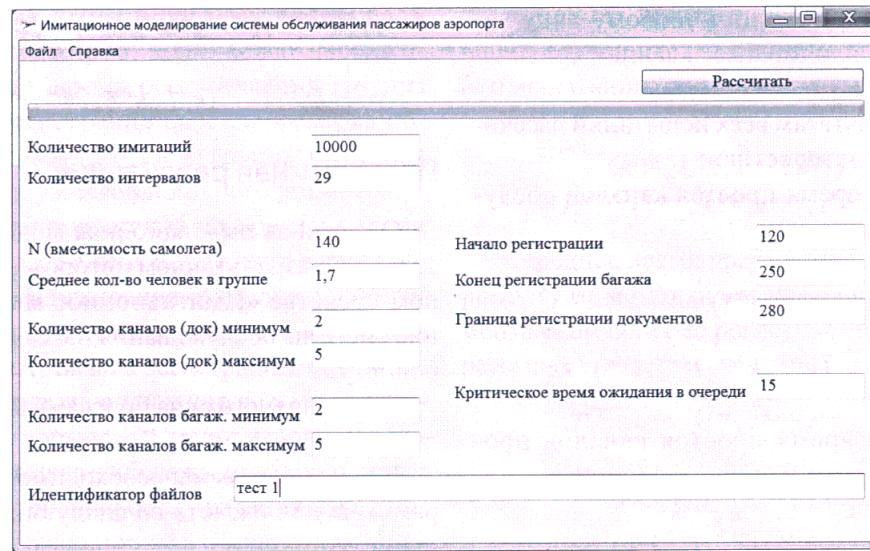 Имитационное моделирование системы обслуживания пассажиров аэропорта
Файл Справка
Рассчитать
Количество имитаций 10000
Количество интервалов 29
N (вместимость самолета) 140
Среднее кол-во человек в группе 1,7
Количество каналов (док) минимум 2
Количество каналов (док) максимум 5
Количество каналов багаж. минимум 2
Количество каналов багаж. максимум 5
Начало регистрации 120
Конец регистрации багажа 250
Граница регистрации документов 280
Критическое время ожидания в очереди 15
Идентификатор файлов тест 1